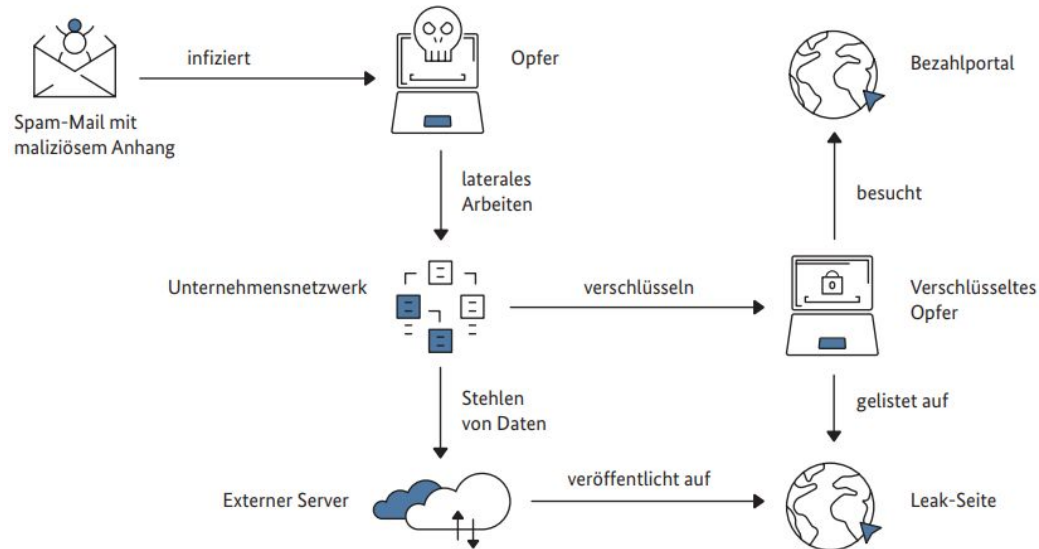 infiziert
Opfer
Bezahlportal
Spam-Mail mit
maliziösem Anhang
laterales
Arbeiten
besucht
Unternehmensnetzwerk
verschlüsseln
Verschlüsseltes
Opfer
Stehlen
von Daten
gelistet auf
Externer Server
veröffentlicht auf
Leak-Seite